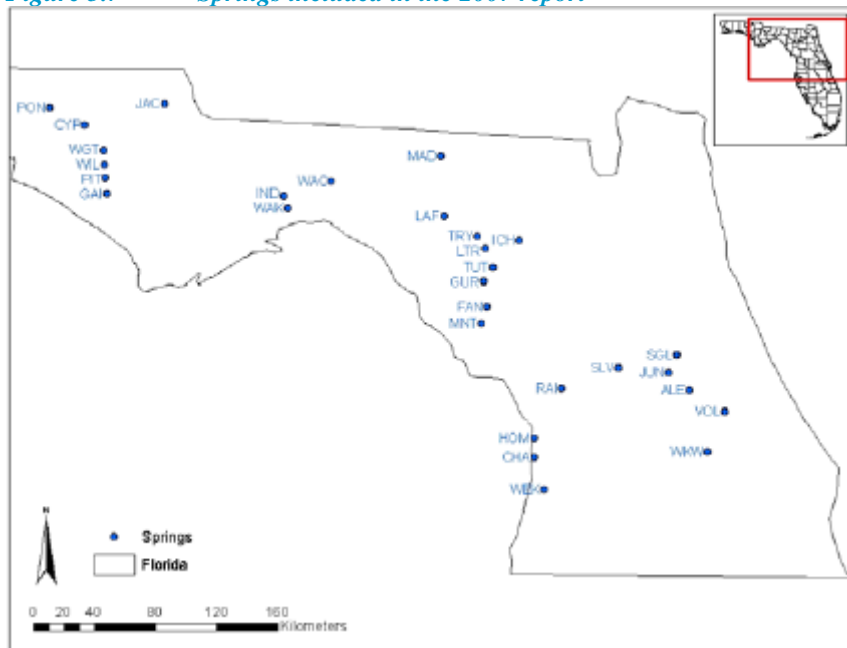 Springs included in the 2007 report
PON
JAC
CYP
WGT
WIL
PIT
GAI
MAD
WAC
IND
WAK
LAF
TRY
ICH
LTR
TUT
GUR
FAN
MNT
SGL
SLV
JUN
RAI
ALE
VOL
HOM
CHA
WKW
WEK
N
Springs
Florida
0 20 40 80 120 160
Kilometers